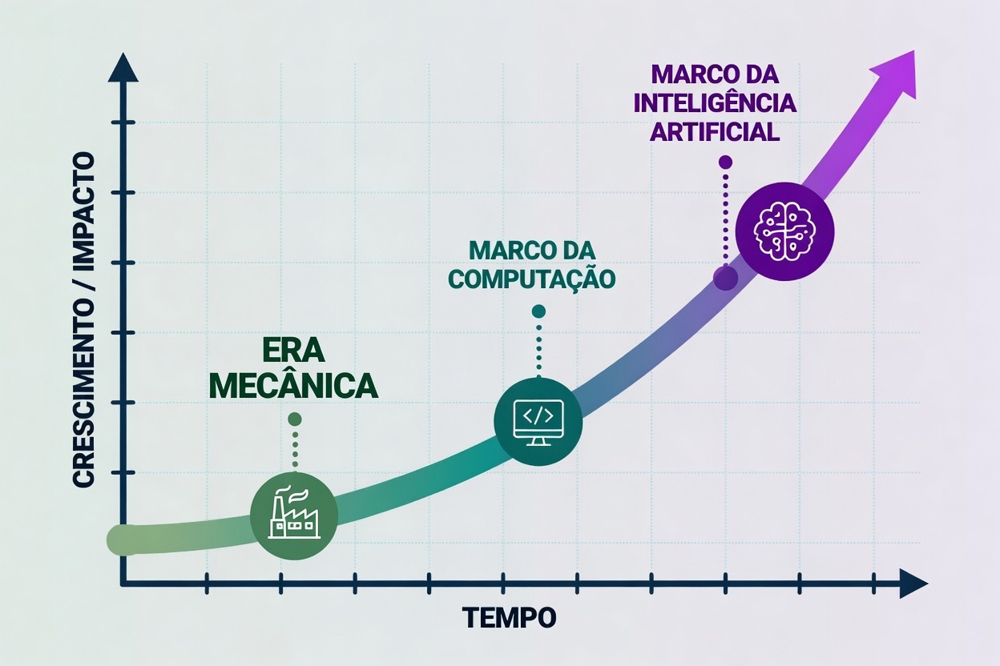 MARCO DA
INTELIGÊNCIA
ARTIFICIAL
MARCO DA
COMPUTAÇÃO
ERA
MECÂNICA
CRESCIMENTO / IMPACTO
</>
TEMPO